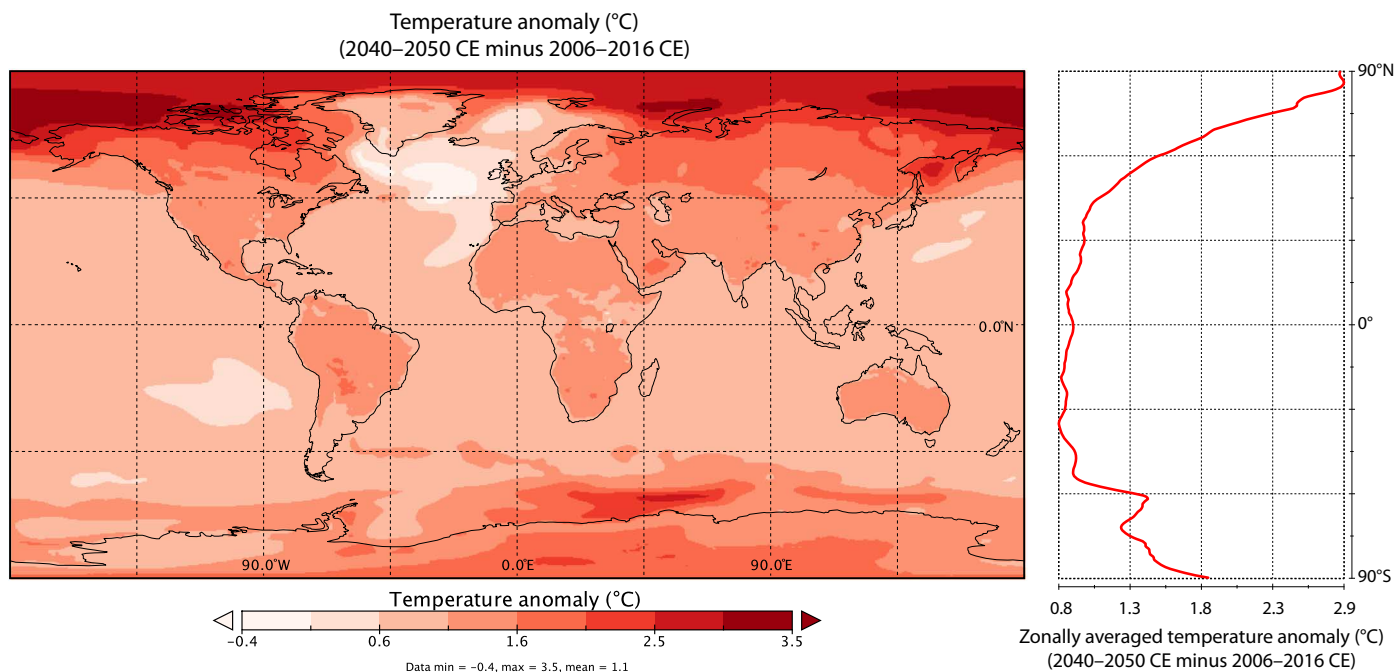 Temperature anomaly (°C)
(2040–2050 CE minus 2006–2016 CE)
90°N
0.0°N
0°
90.0°W
0.0°E
90.0°E
90°S
Temperature anomaly (°C)
−0.4
0.6
1.6
2.5
3.5
Data min = −0.4, max = 3.5, mean = 1.1
0.8
1.3
1.8
2.3
2.9
Zonally averaged temperature anomaly (°C)
(2040–2050 CE minus 2006–2016 CE)